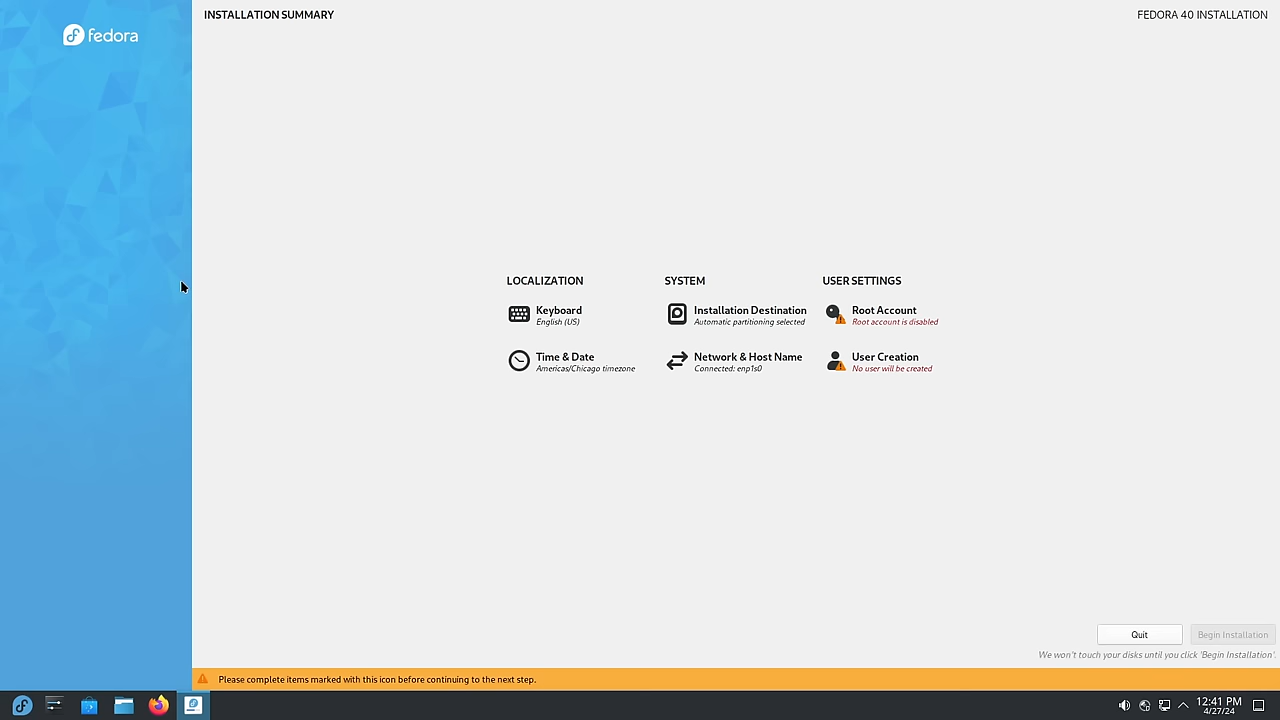 INSTALLATION SUMMARY
FEDORA 40 INSTALLATION
fedora
LOCALIZATION
Keyboard
English (US)
Time & Date
Americas/Chicago timezone
SYSTEM
Installation Destination
Automatic partitioning selected
Network & Host Name
Connected: enp1s0
USER SETTINGS
Root Account
Root account is disabled
User Creation
No user will be created
Quit
Begin Installation
We won't touch your disks until you click 'Begin Installation'.
Please complete items marked with this icon before continuing to the next step.
12:41 PM
4/27/24